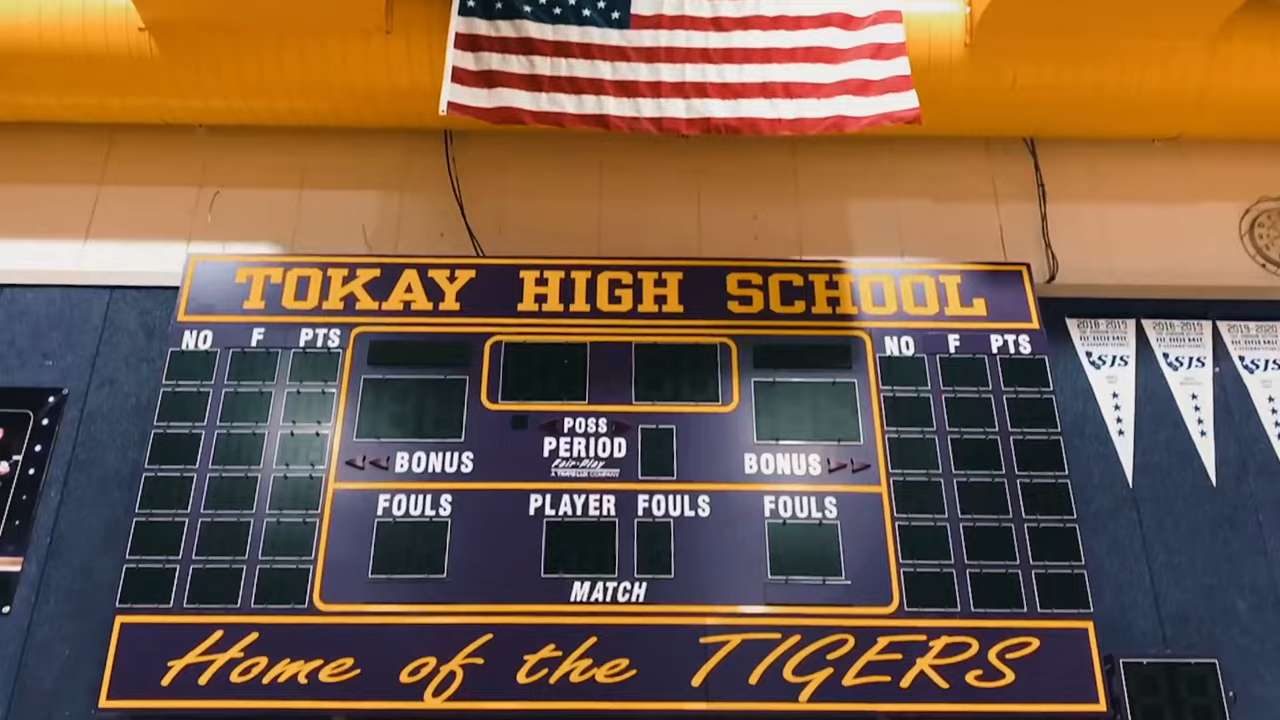 TOKAY HIGH SCHOOL
NO F PTS
NO F PTS
POSS
PERIOD
Fair-Play
BONUS
BONUS
FOULS
PLAYER FOULS
FOULS
MATCH
Home of the TIGERS
2018-2019
SJS
2018-2019
SJS
2019-2020
SJS